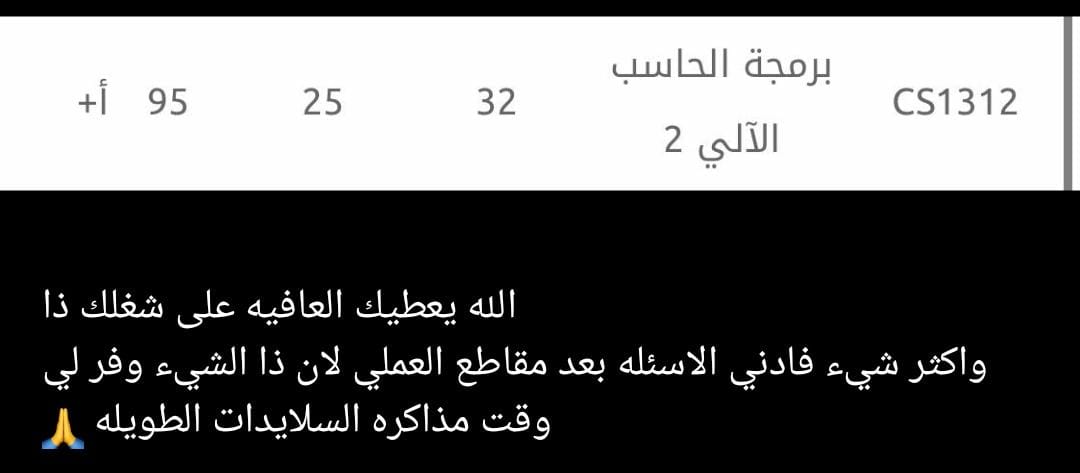 CS1312 برمجة الحاسب الآلي 2 32 25 95 أ+
الله يعطيك العافيه على شغلك ذا
واكثر شيء فادني الاسئله بعد مقاطع العملي لان ذا الشيء وفر لي
وقت مذاكره السلايدات الطويله 🙏